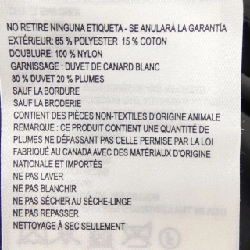 NO RETIRE NINGUNA ETIQUETA - SE ANULARÁ LA GARANTÍA
EXTÉRIEUR: 85 % POLYESTER 15 % COTON
DOUBLURE: 100 % NYLON
GARNISSAGE: DUVET DE CANARD BLANC
80 % DUVET 20 % PLUMES
SAUF LA BORDURE
SAUF LA BRODERIE
CONTIENT DES PIÈCES NON-TEXTILES D'ORIGINE ANIMALE
REMARQUE : CE PRODUIT CONTIENT UNE QUANTITÉ DE
PLUMES NE DÉFASSANT PAS CELLE PERMISE PAR LA LOI
FABRIQUÉ AU CANADA AVEC DES MATÉRIAUX D'ORIGINE
NATIONALE ET IMPORTÉS
NE PAS LAVER
NE PAS BLANCHIR
NE PAS SÉCHER AU SÈCHE-LINGE
NE PAS REPASSER
NETTOYAGE À SEC SEULEMENT